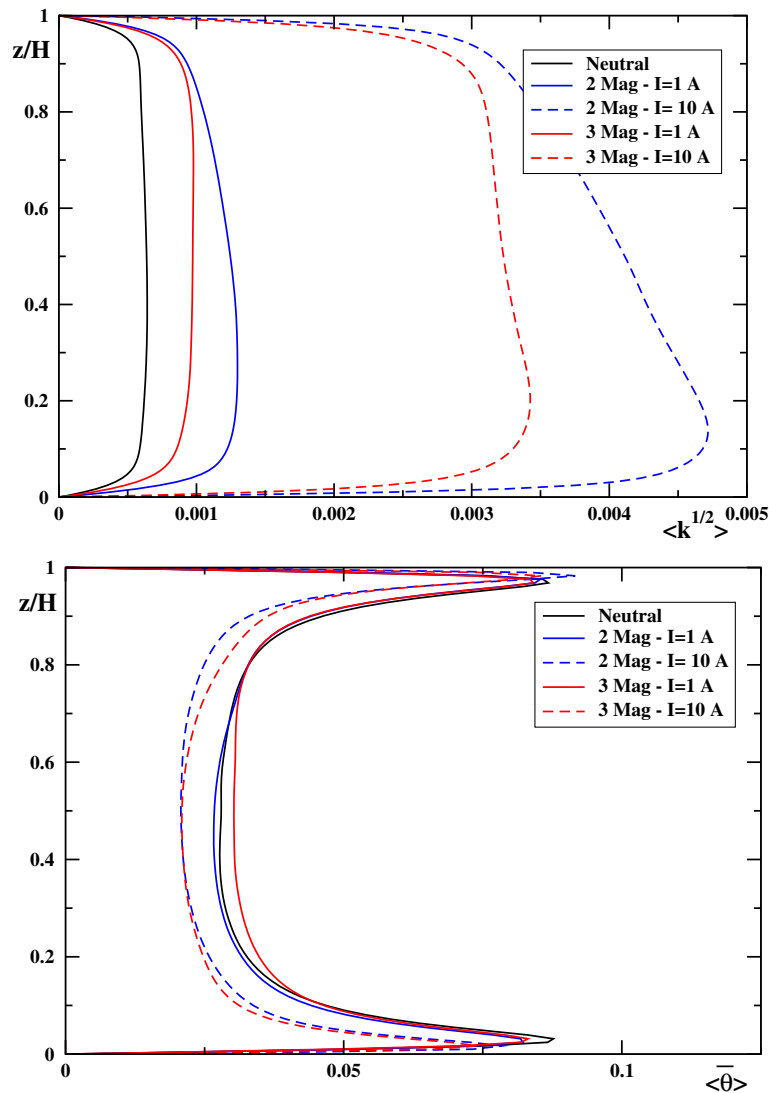 1
z/H
0.8
0.6
0.4
0.2
0
Neutral
2 Mag - I=1 A
2 Mag - I= 10 A
3 Mag - I=1 A
3 Mag - I=10 A
0 0.001 0.002 0.003 0.004 0.005
<k^{1/2}>
1
z/H
0.8
0.6
0.4
0.2
0
Neutral
2 Mag - I=1 A
2 Mag - I= 10 A
3 Mag - I=1 A
3 Mag - I=10 A
0 0.05 0.1
<θ̅>